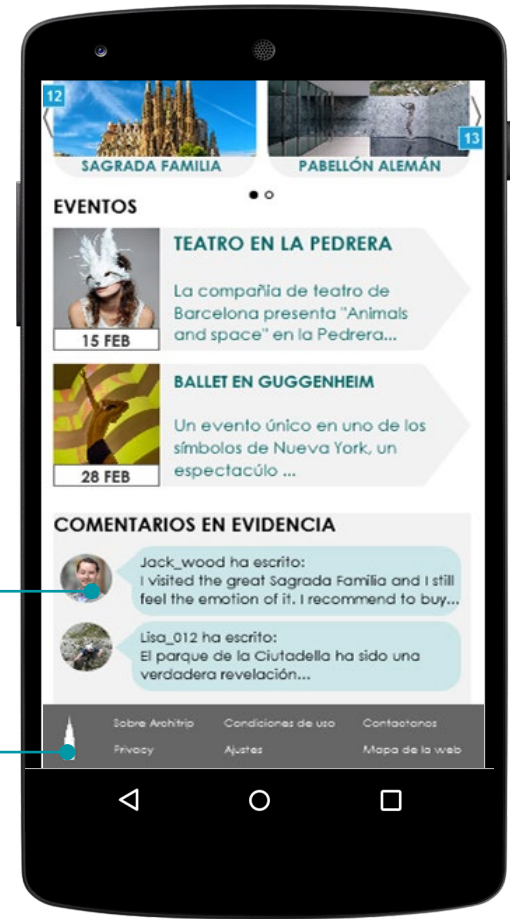 12
13
SAGRADA FAMILIA
PABELLÓN ALEMÁN
EVENTOS
15 FEB
TEATRO EN LA PEDRERA
La compañia de teatro de
Barcelona presenta "Animals
and space" en la Pedrera...
28 FEB
BALLET EN GUGGENHEIM
Un evento único en uno de los
símbolos de Nueva York, un
espectacúlo ...
COMENTARIOS EN EVIDENCIA
Jack_wood ha escrito:
I visited the great Sagrada Familia and I still
feel the emotion of it. I recommend to buy...
Lisa_012 ha escrito:
El parque de la Ciutadella ha sido una
verdadera revelación...
Sobre Architrip
Condiciones de uso
Contactanos
Privacy
Ajustes
Mapa de la web